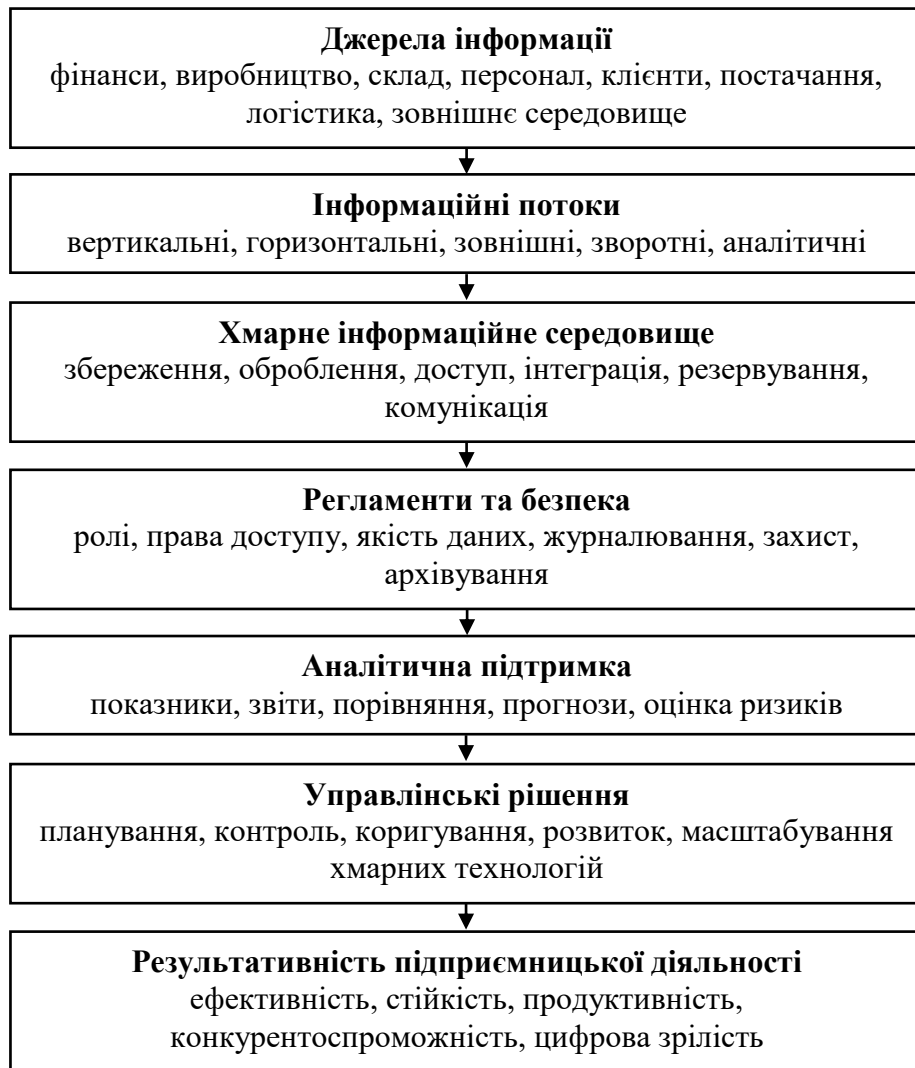 Джерела інформації
фінанси, виробництво, склад, персонал, клієнти, постачання,
логістика, зовнішнє середовище
Інформаційні потоки
вертикальні, горизонтальні, зовнішні, зворотні, аналітичні
Хмарне інформаційне середовище
збереження, оброблення, доступ, інтеграція, резервування,
комунікація
Регламенти та безпека
ролі, права доступу, якість даних, журналювання, захист,
архівування
Аналітична підтримка
показники, звіти, порівняння, прогнози, оцінка ризиків
Управлінські рішення
планування, контроль, коригування, розвиток, масштабування
хмарних технологій
Результативність підприємницької діяльності
ефективність, стійкість, продуктивність,
конкурентоспроможність, цифрова зрілість